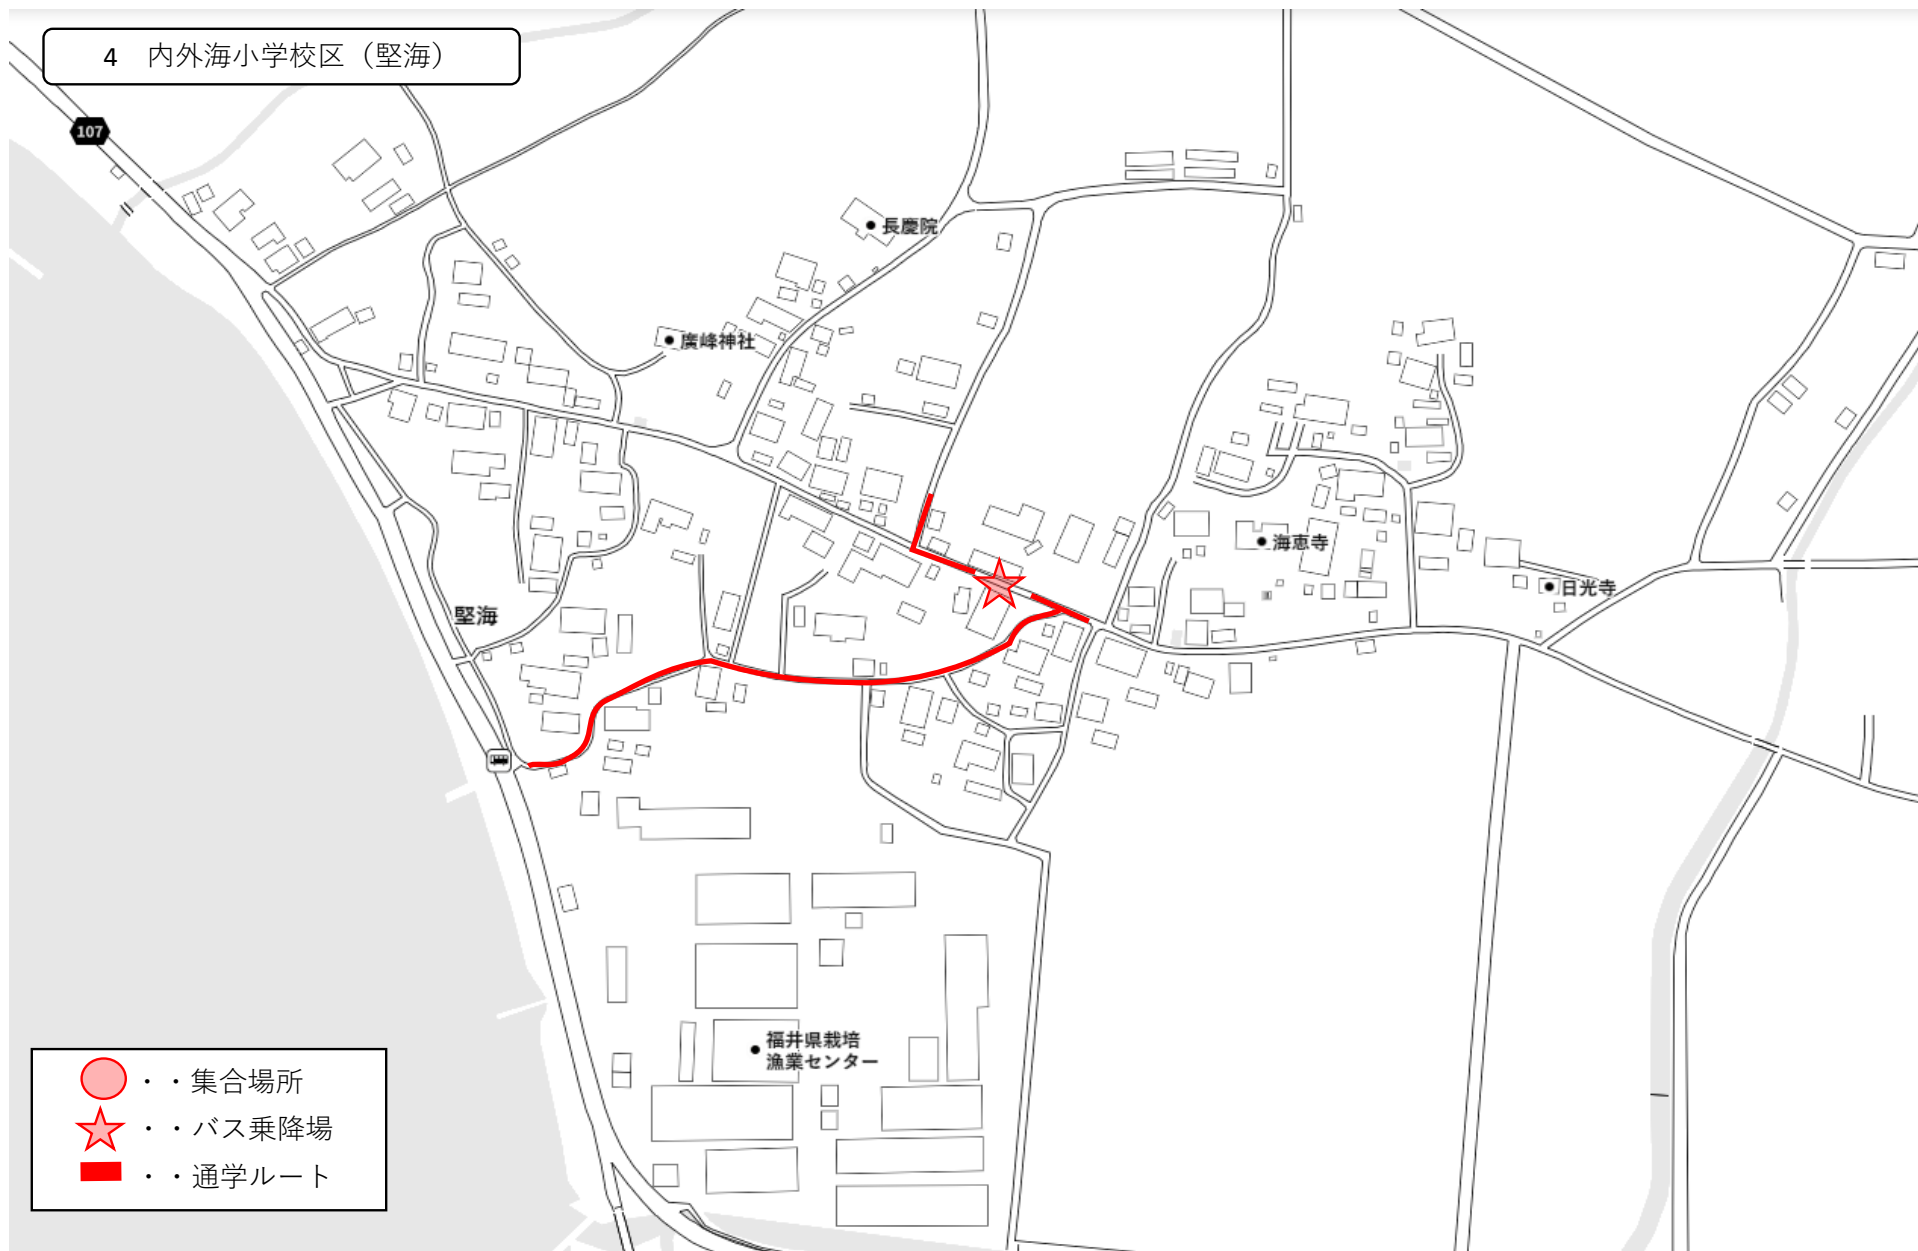 4 内外海小学校区（堅海）
107
長慶院
廣峰神社
海恵寺
日光寺
堅海
福井県栽培
漁業センター
・・集合場所
・・バス乗降場
・・通学ルート